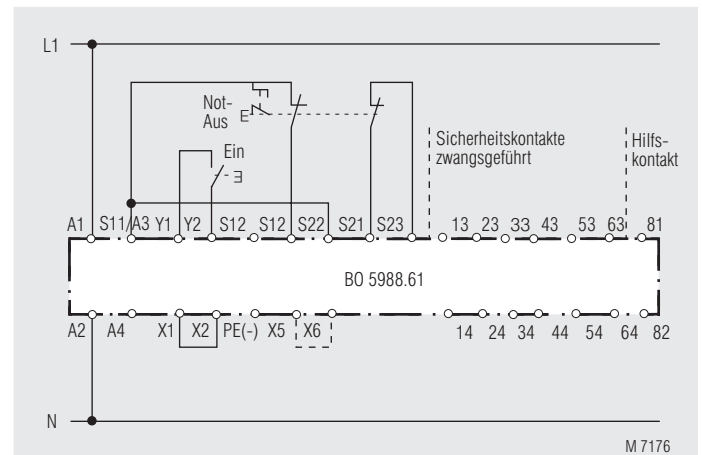 L1
Not-
Aus
Ein
Sicherheitskontakte
zwangsgeführt
Hilfs-
kontakt
A1 S11/A3 Y1 Y2 S12 S12 S22 S21 S23 13 23 33 43 53 63 81
BO 5988.61
A2 A4 X1 X2 PE(-) X5 X6 14 24 34 44 54 64 82
N
M 7176